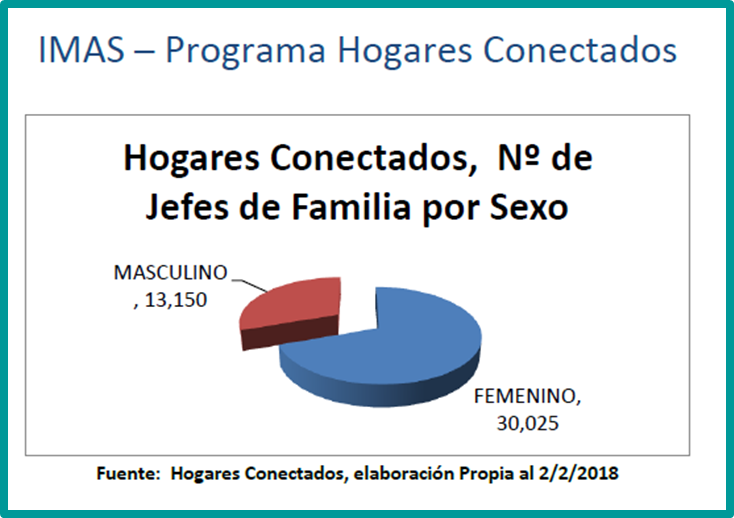 IMAS – Programa Hogares Conectados
Hogares Conectados,  Nº de
Jefes de Familia por Sexo
MASCULINO
, 13,150
FEMENINO,
30,025
Fuente:  Hogares Conectados, elaboración Propia al 2/2/2018